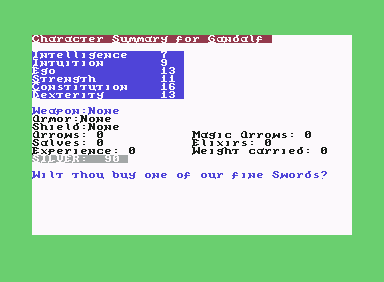 Character Summary for Gandalf
Intelligence 7
Intuition 9
Ego 13
Strength 11
Constitution 16
Dexterity 13
Weapon:None
Armor:None
Shield:None
Arrows: 0 Magic Arrows: 0
Salves: 0 Elixirs: 0
Experience: 0 Weight carried: 0
SILVER: 90
Wilt thou buy one of our fine Swords?